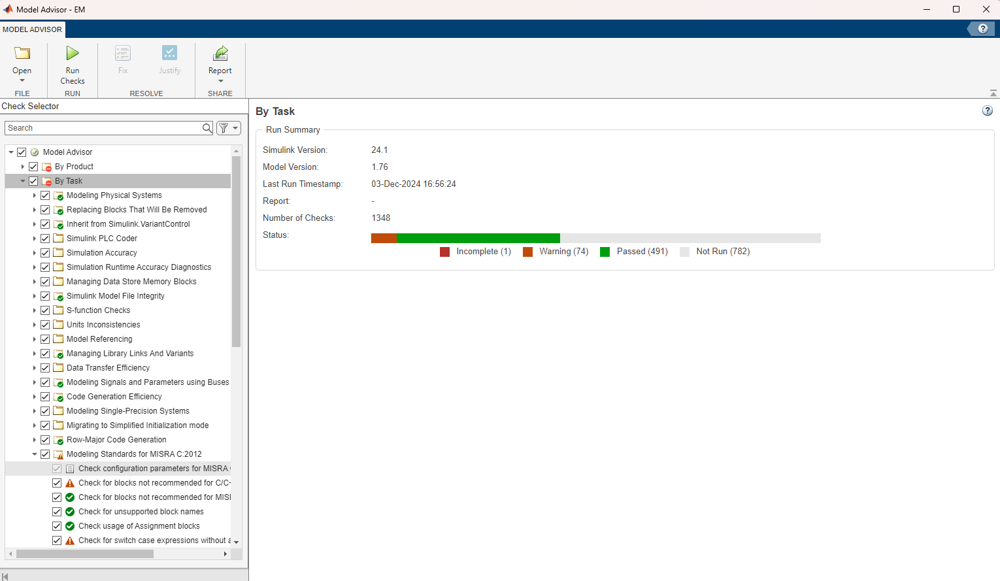 Model Advisor - EM
MODEL ADVISOR
?
Open
Run
Checks
Fix
Justify
Report
FILE
RUN
RESOLVE
SHARE
Check Selector
Search
Model Advisor
By Product
By Task
Modeling Physical Systems
Replacing Blocks That Will Be Removed
Inherit from Simulink.VariantControl
Simulink PLC Coder
Simulation Accuracy
Simulation Runtime Accuracy Diagnostics
Managing Data Store Memory Blocks
Simulink Model File Integrity
S-function Checks
Units Inconsistencies
Model Referencing
Managing Library Links And Variants
Data Transfer Efficiency
Modeling Signals and Parameters using Buses
Code Generation Efficiency
Modeling Single-Precision Systems
Migrating to Simplified Initialization mode
Row-Major Code Generation
Modeling Standards for MISRA C:2012
Check configuration parameters for MISRA
Check for blocks not recommended for C/C
Check for blocks not recommended for MIS
Check for unsupported block names
Check usage of Assignment blocks
Check for switch case expressions without a
By Task
?
Run Summary
Simulink Version: 24.1
Model Version: 1.76
Last Run Timestamp: 03-Dec-2024 16:56:24
Report: -
Number of Checks: 1348
Status:
Incomplete (1) Warning (74) Passed (491) Not Run (782)